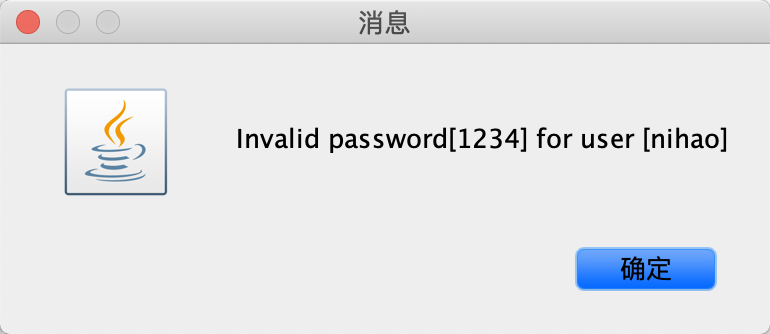 消息
Invalid password[1234] for user [nihao]
确定